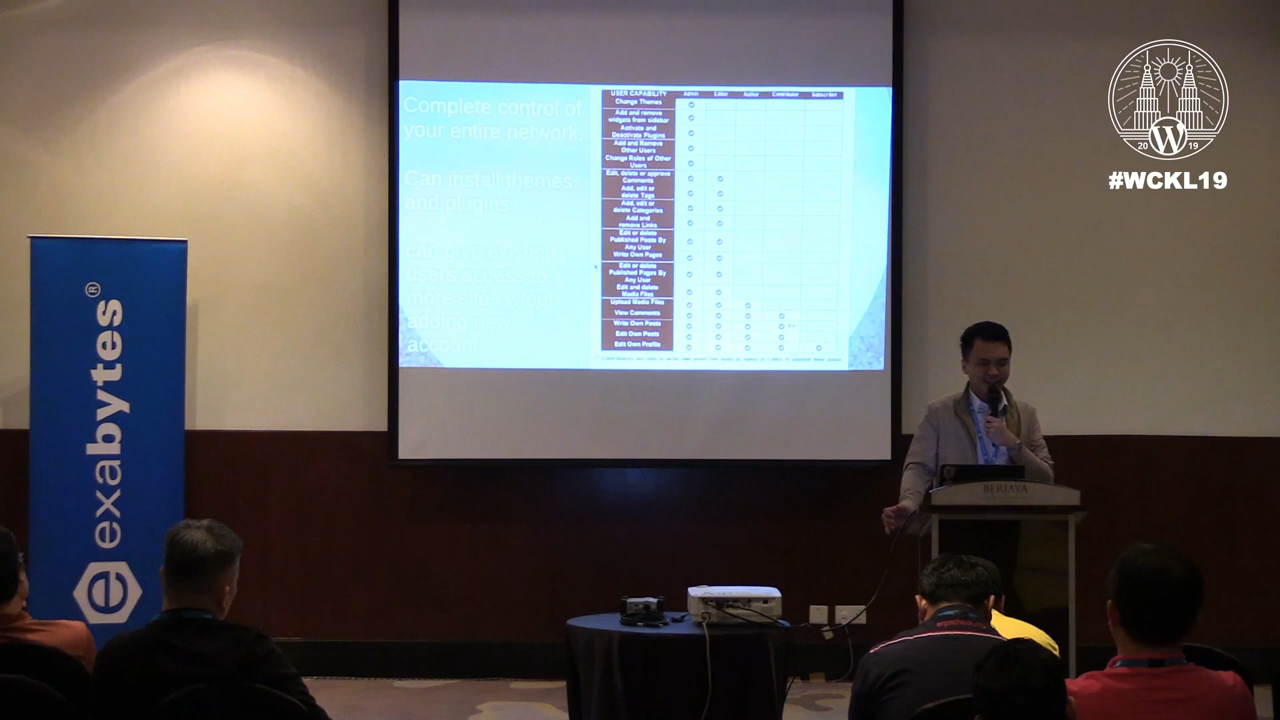 Complete control of
your entire network.
Can install themes
and plugins
USER CAPABILITY Admin Editor Author Contributor Subscriber
Change Themes
Add and remove
widgets from sidebar
Activate and
Deactivate Plugins
Add and Remove
Other Users
Change Roles of Other
Users
Edit, delete or approve
Comments
Add, edit or
delete Tags
Add, edit or
delete Categories
Add and
remove Links
Edit or delete
Published Posts By
Any User
Write Own Pages
Edit or delete
Published Pages By
Any User
Edit and delete
Media Files
Upload Media Files
View Comments
Write Own Posts
Edit Own Posts
Edit Own Profile
20 W 19
#WCKL19
exabytes®
BERJAYA